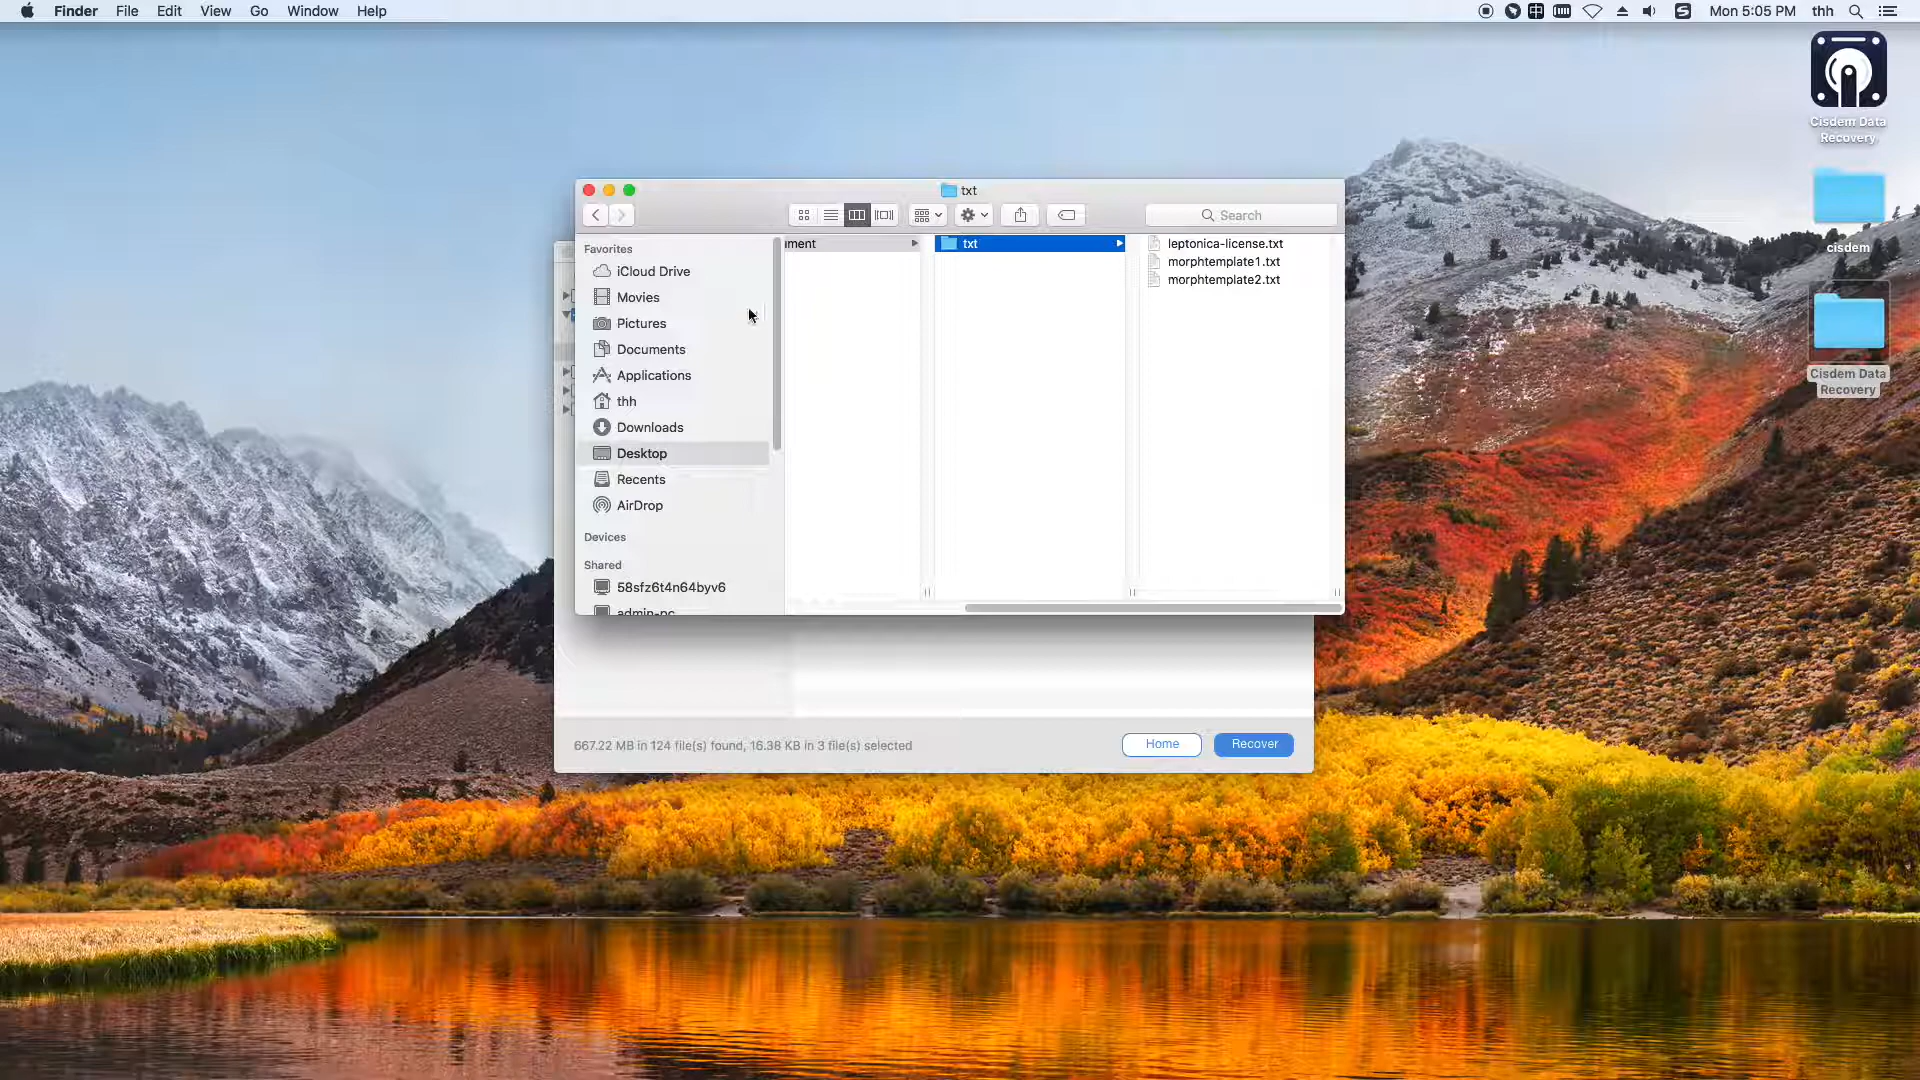 Finder File Edit View Go Window Help
Mon 5:05 PM thh
Cisdem Data
Recovery
cisdem
Cisdem Data
Recovery
txt
Search
Favorites
iCloud Drive
Movies
Pictures
Documents
Applications
thh
Downloads
Desktop
Recents
AirDrop
Devices
Shared
58sfz6t4n64byv6
admin-pc
ument
txt
leptonica-license.txt
morphtemplate1.txt
morphtemplate2.txt
667.22 MB in 124 file(s) found, 16.38 KB in 3 file(s) selected
Home
Recover